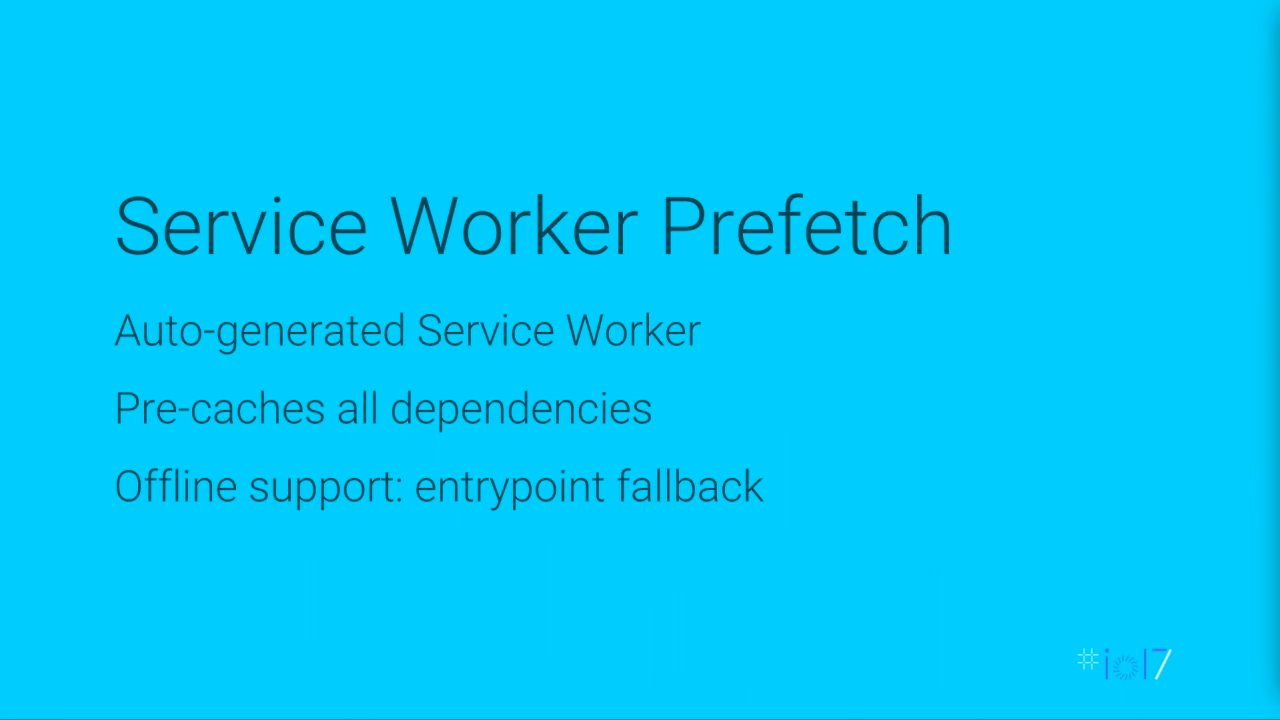 Service Worker Prefetch
Auto-generated Service Worker
Pre-caches all dependencies
Offline support: entrypoint fallback
#io17